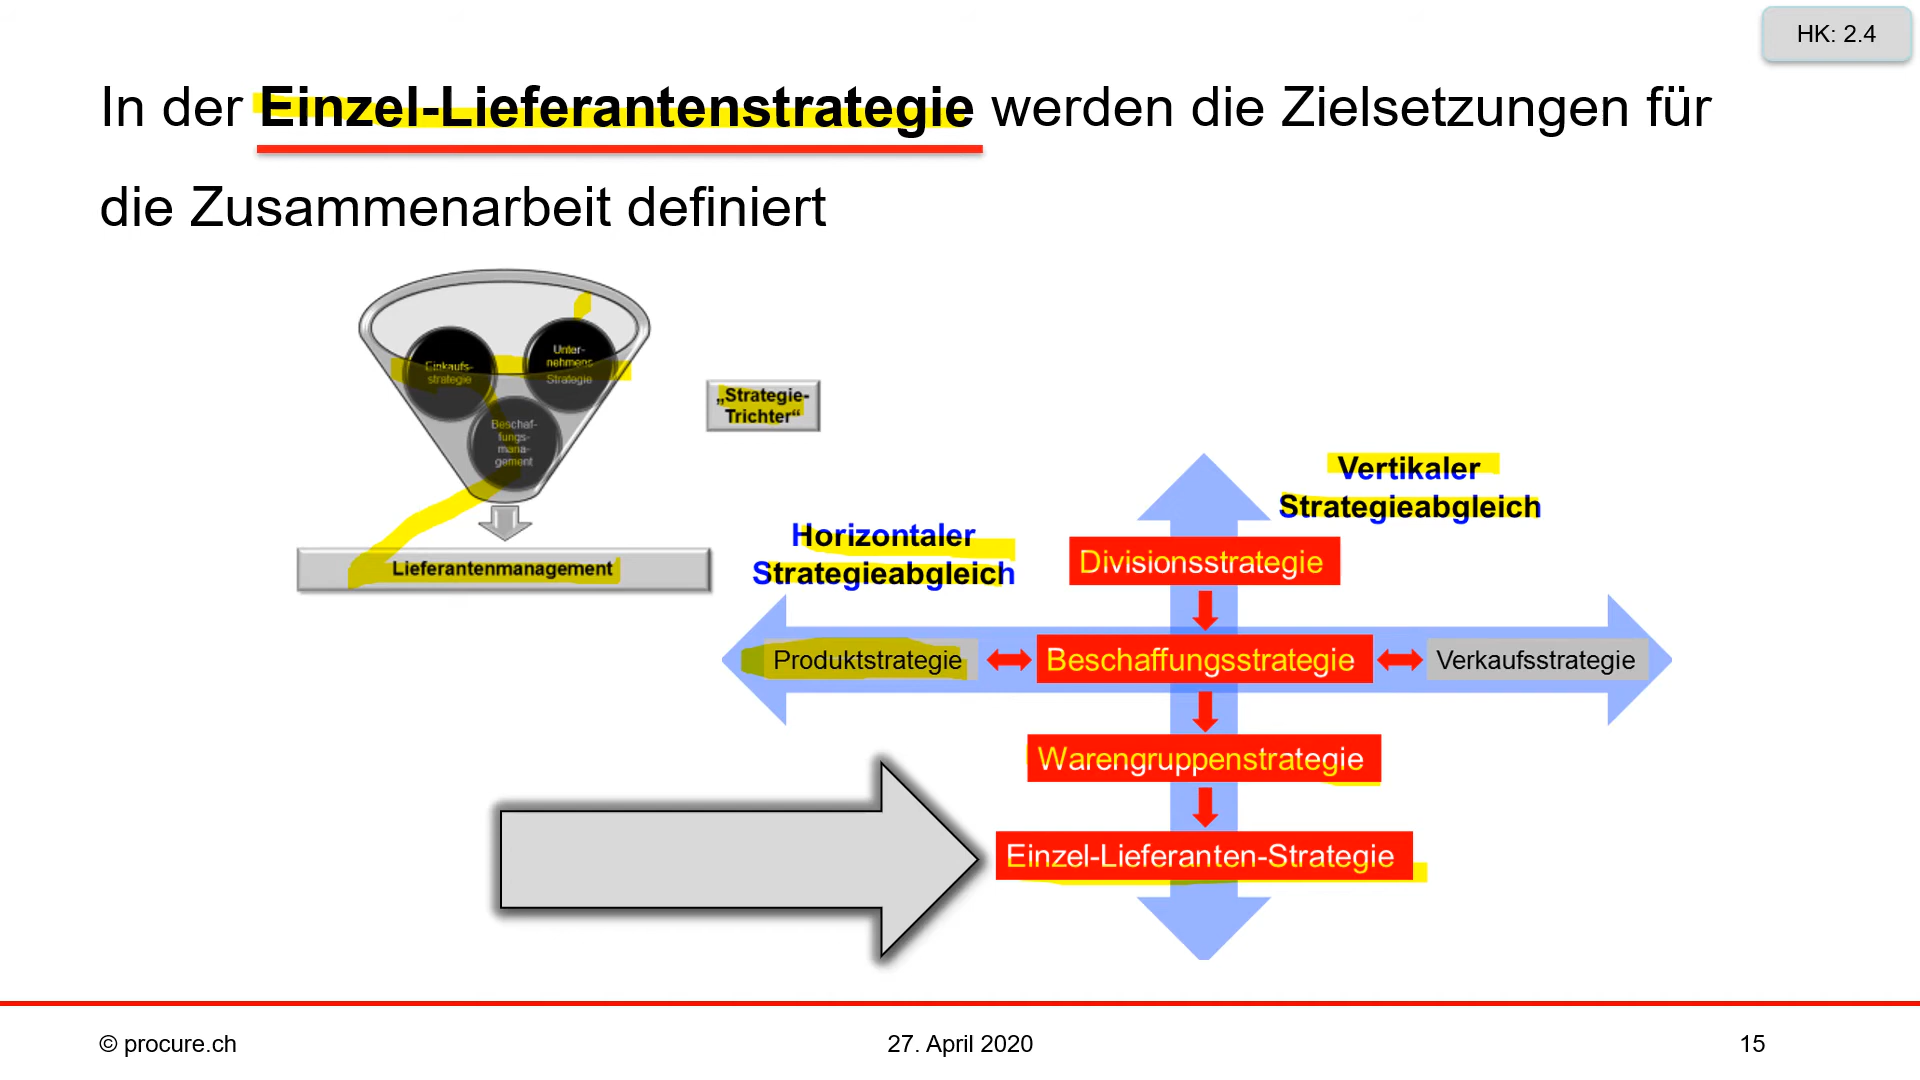 HK: 2.4
In der Einzel-Lieferantenstrategie werden die Zielsetzungen für
die Zusammenarbeit definiert
Einkaufs-
strategie
Unter-
nehmens
Strategie
Beschaf-
fungs-
mana-
gement
„Strategie-
Trichter“
Lieferantenmanagement
Vertikaler
Strategieabgleich
Horizontaler
Strategieabgleich
Divisionsstrategie
Produktstrategie
Beschaffungsstrategie
Verkaufsstrategie
Warengruppenstrategie
Einzel-Lieferanten-Strategie
© procure.ch
27. April 2020
15